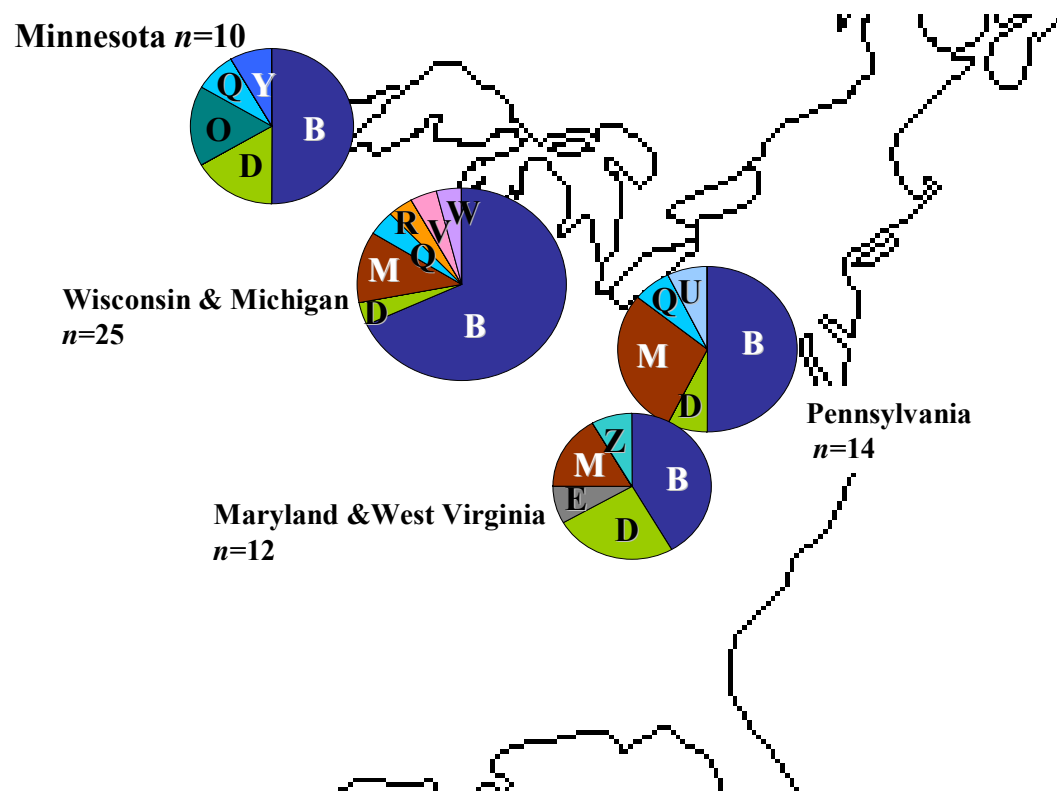 Minnesota n=10
Q
Y
O
B
D
R
V
W
Q
M
D
B
Wisconsin & Michigan
n=25
Q
U
M
B
D
Pennsylvania
n=14
Z
M
B
E
D
Maryland &West Virginia
n=12